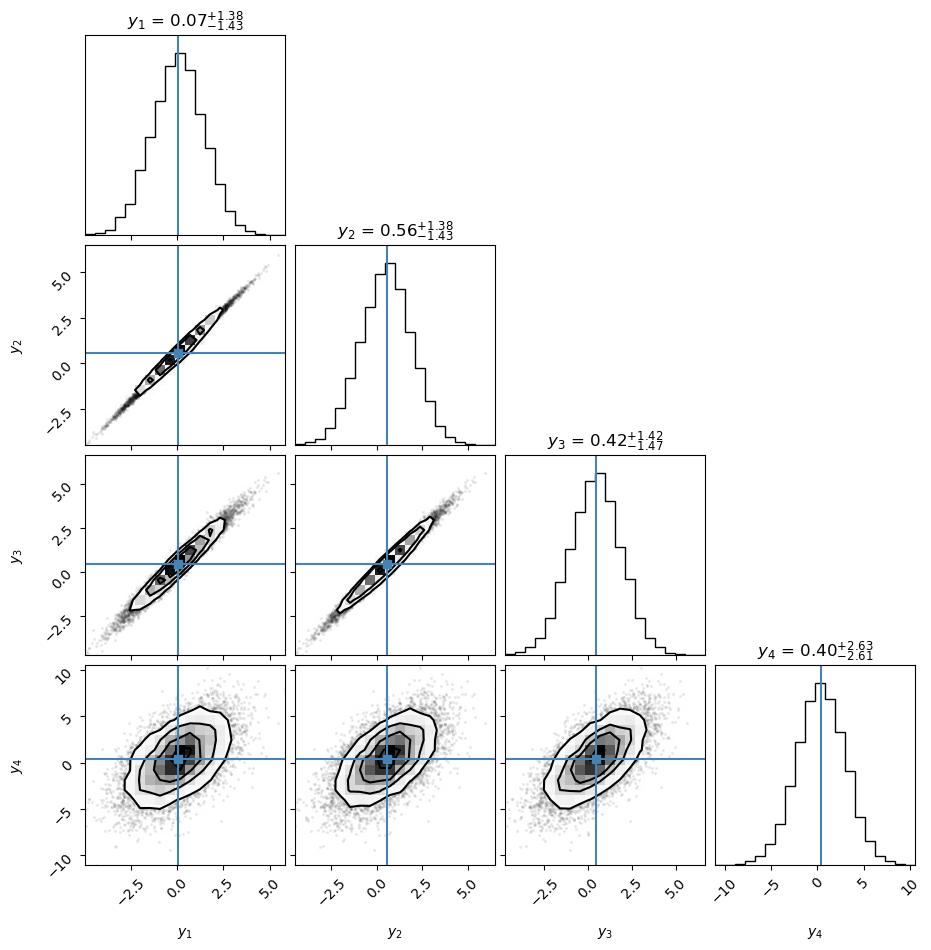 y₁ = 0.07+1.38−1.43
y₂ = 0.56+1.38−1.43
5.0
2.5
0.0
−2.5
y₂
y₃ = 0.42+1.42−1.47
5.0
2.5
0.0
−2.5
y₃
y₄ = 0.40+2.63−2.61
10
5
0
−5
−10
y₄
−2.5 0.0 2.5 5.0
−2.5 0.0 2.5 5.0
−2.5 0.0 2.5 5.0
−10 −5 0 5 10
y₁ y₂ y₃ y₄